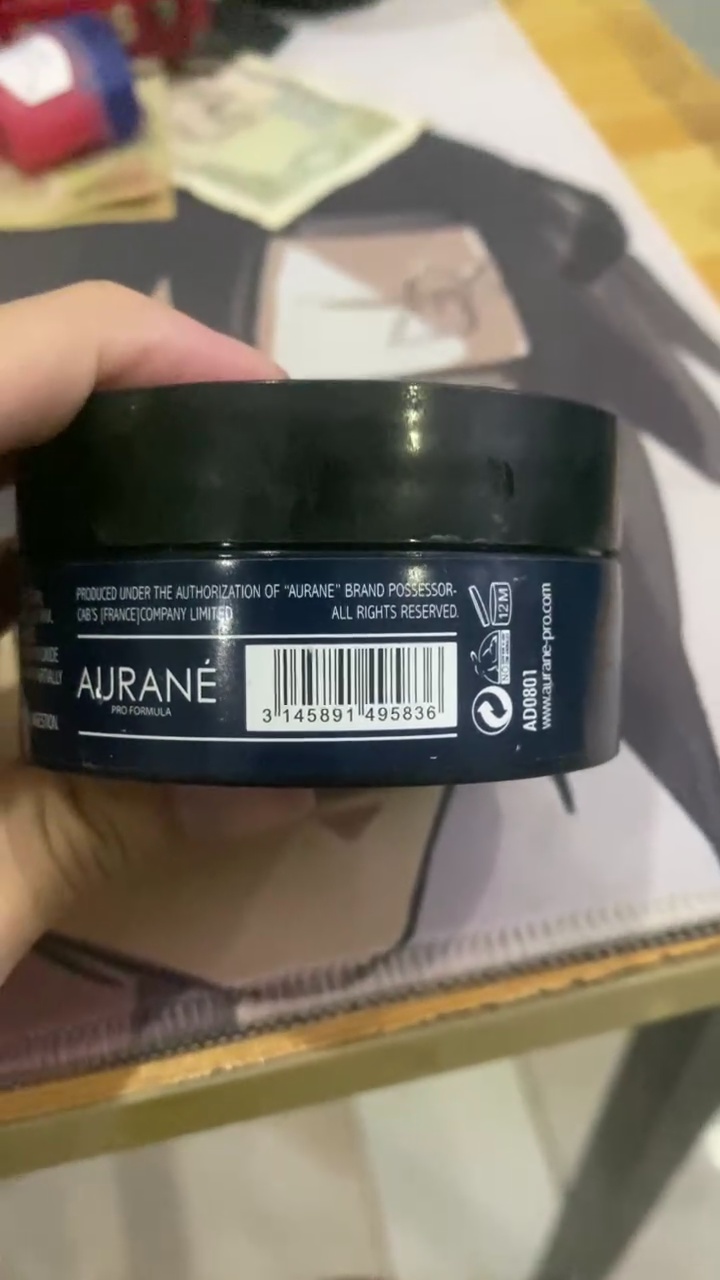 PRODUCED UNDER THE AUTHORIZATION OF "AURANE" BRAND POSSESSOR-
CAB'S [FRANCE]COMPANY LIMITED ALL RIGHTS RESERVED.
AURANÉ
PRO FORMULA
3 145891 495836
12M
AD0801
www.aurane-pro.com